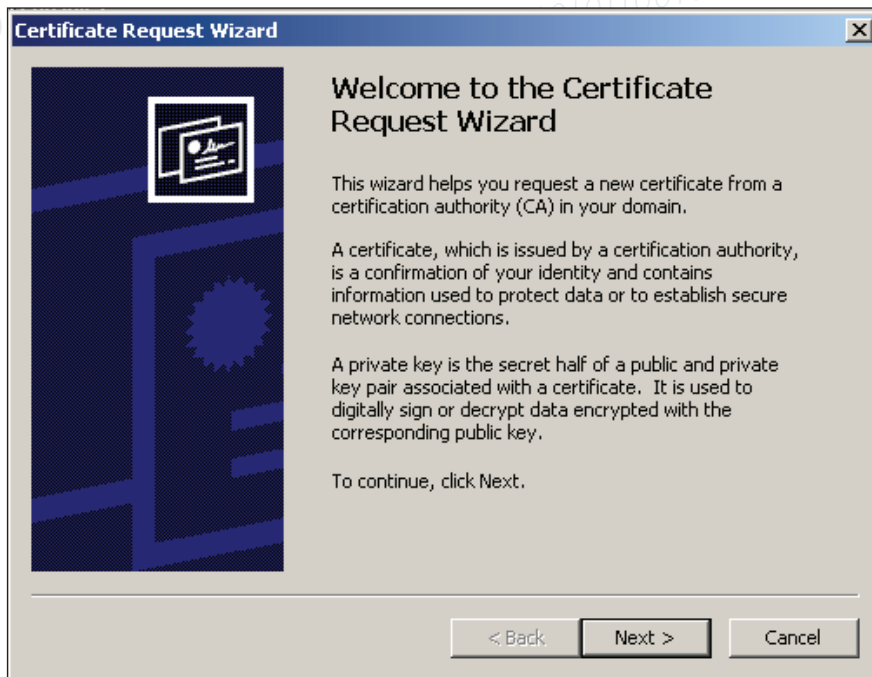 Certificate Request Wizard
Welcome to the Certificate
Request Wizard
This wizard helps you request a new certificate from a
certification authority (CA) in your domain.
A certificate, which is issued by a certification authority,
is a confirmation of your identity and contains
information used to protect data or to establish secure
network connections.
A private key is the secret half of a public and private
key pair associated with a certificate.  It is used to
digitally sign or decrypt data encrypted with the
corresponding public key.
To continue, click Next.
< Back
Next >
Cancel